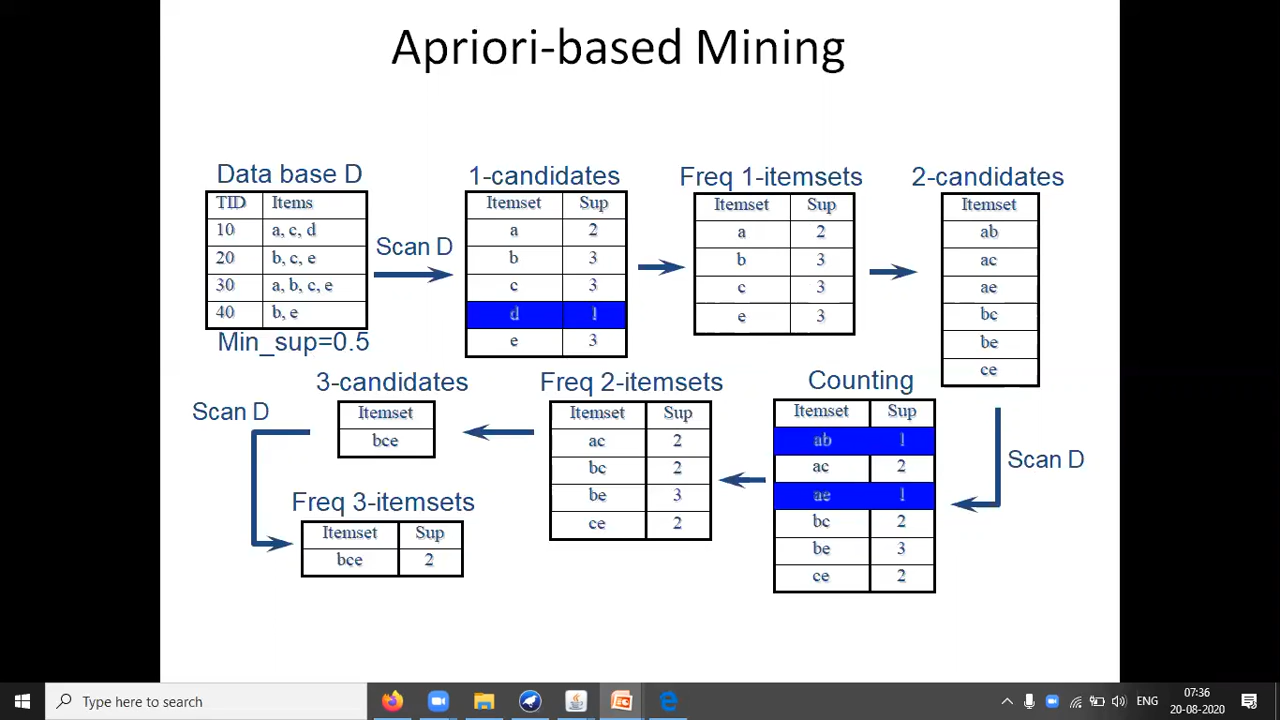 Apriori-based Mining
Data base D
TID Items
10 a, c, d
20 b, c, e
30 a, b, c, e
40 b, e
Min_sup=0.5
Scan D
1-candidates
Itemset Sup
a 2
b 3
c 3
d 1
e 3
Freq 1-itemsets
Itemset Sup
a 2
b 3
c 3
e 3
2-candidates
Itemset
ab
ac
ae
bc
be
ce
Scan D
Counting
Itemset Sup
ab 1
ac 2
ae 1
bc 2
be 3
ce 2
Freq 2-itemsets
Itemset Sup
ac 2
bc 2
be 3
ce 2
3-candidates
Itemset
bce
Scan D
Freq 3-itemsets
Itemset Sup
bce 2
Type here to search
ENG
07:36
20-08-2020